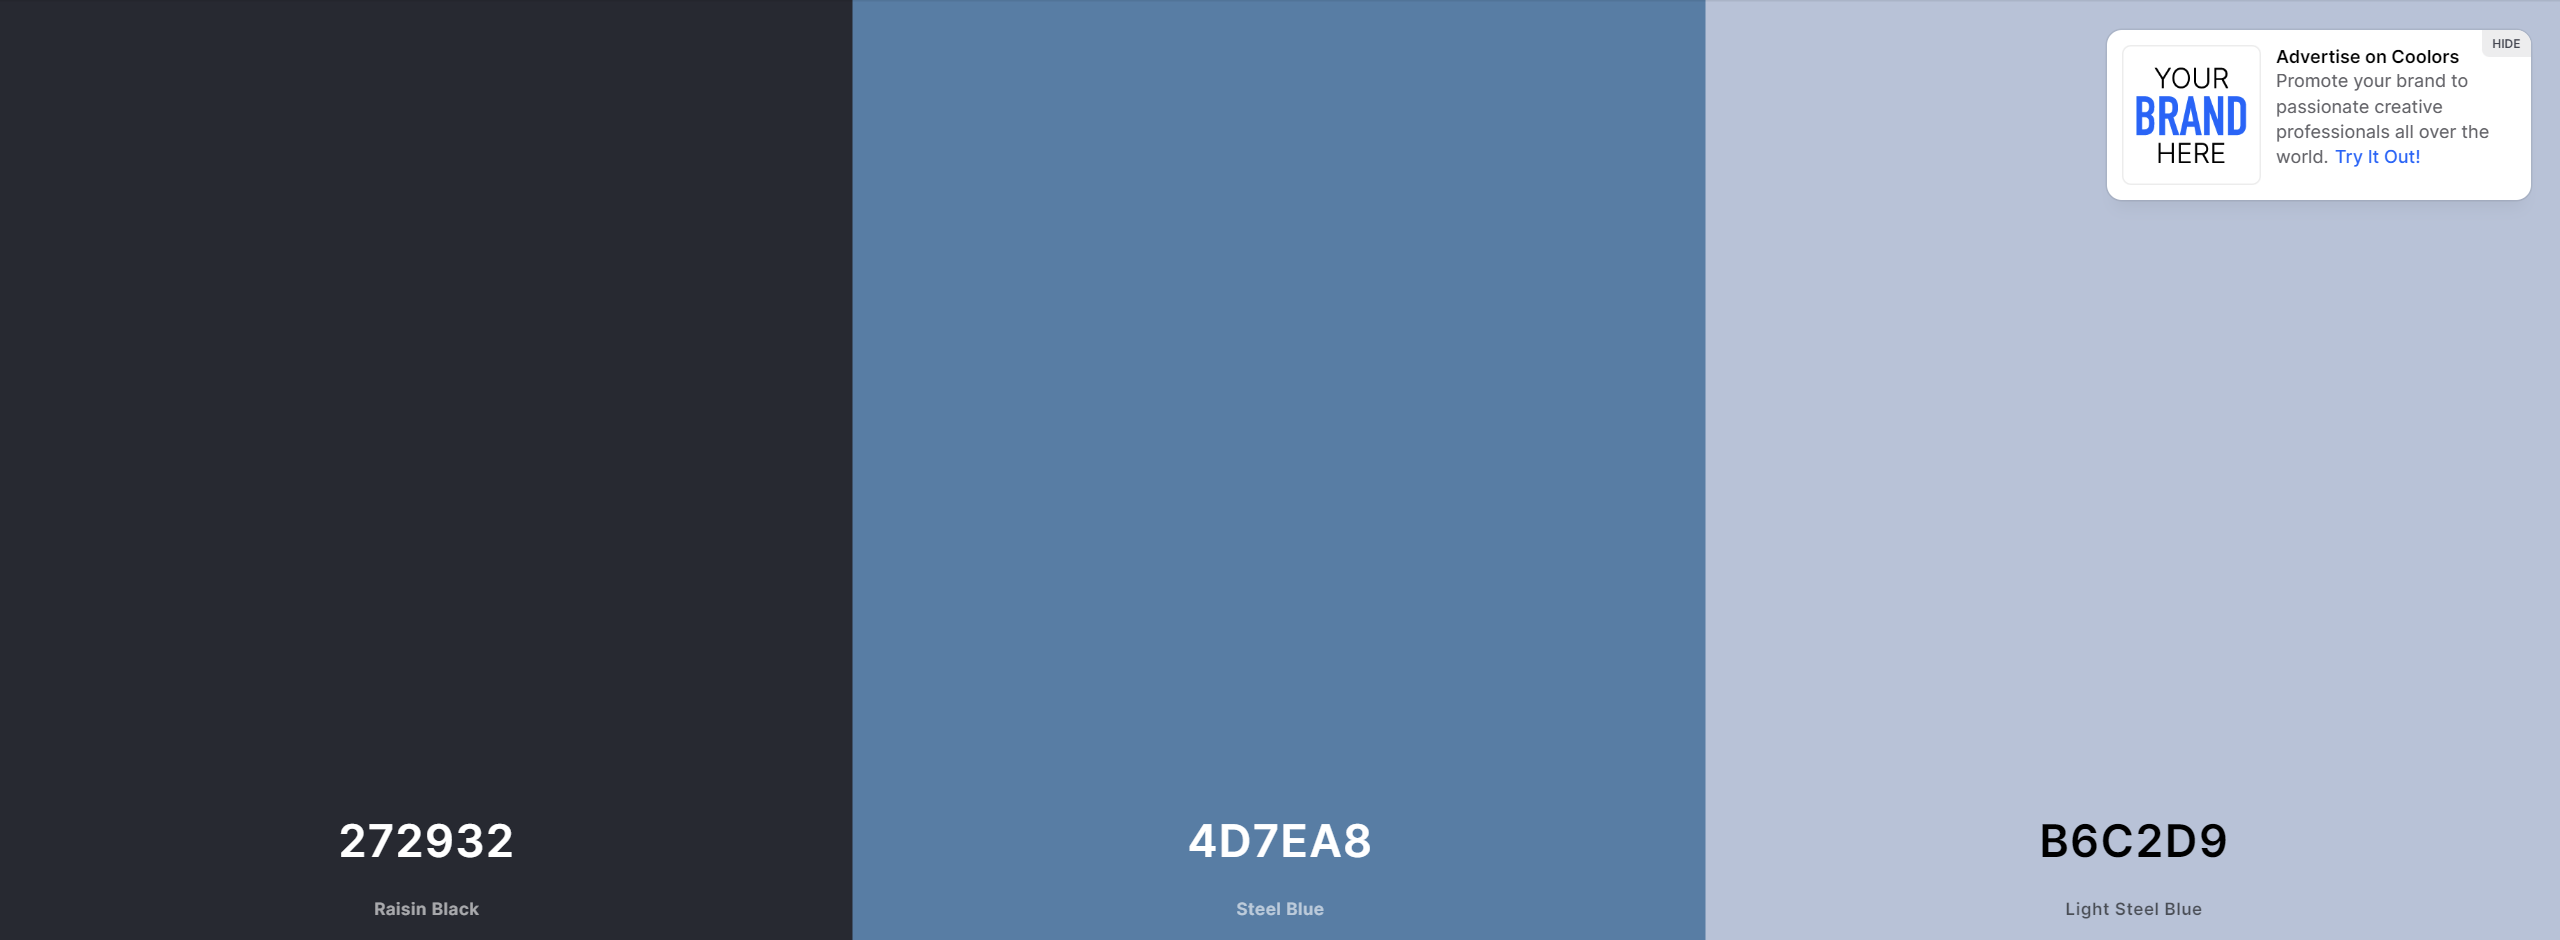 HIDE
YOUR
BRAND
HERE
Advertise on Coolors
Promote your brand to
passionate creative
professionals all over the
world. Try It Out!
272932
Raisin Black
4D7EA8
Steel Blue
B6C2D9
Light Steel Blue